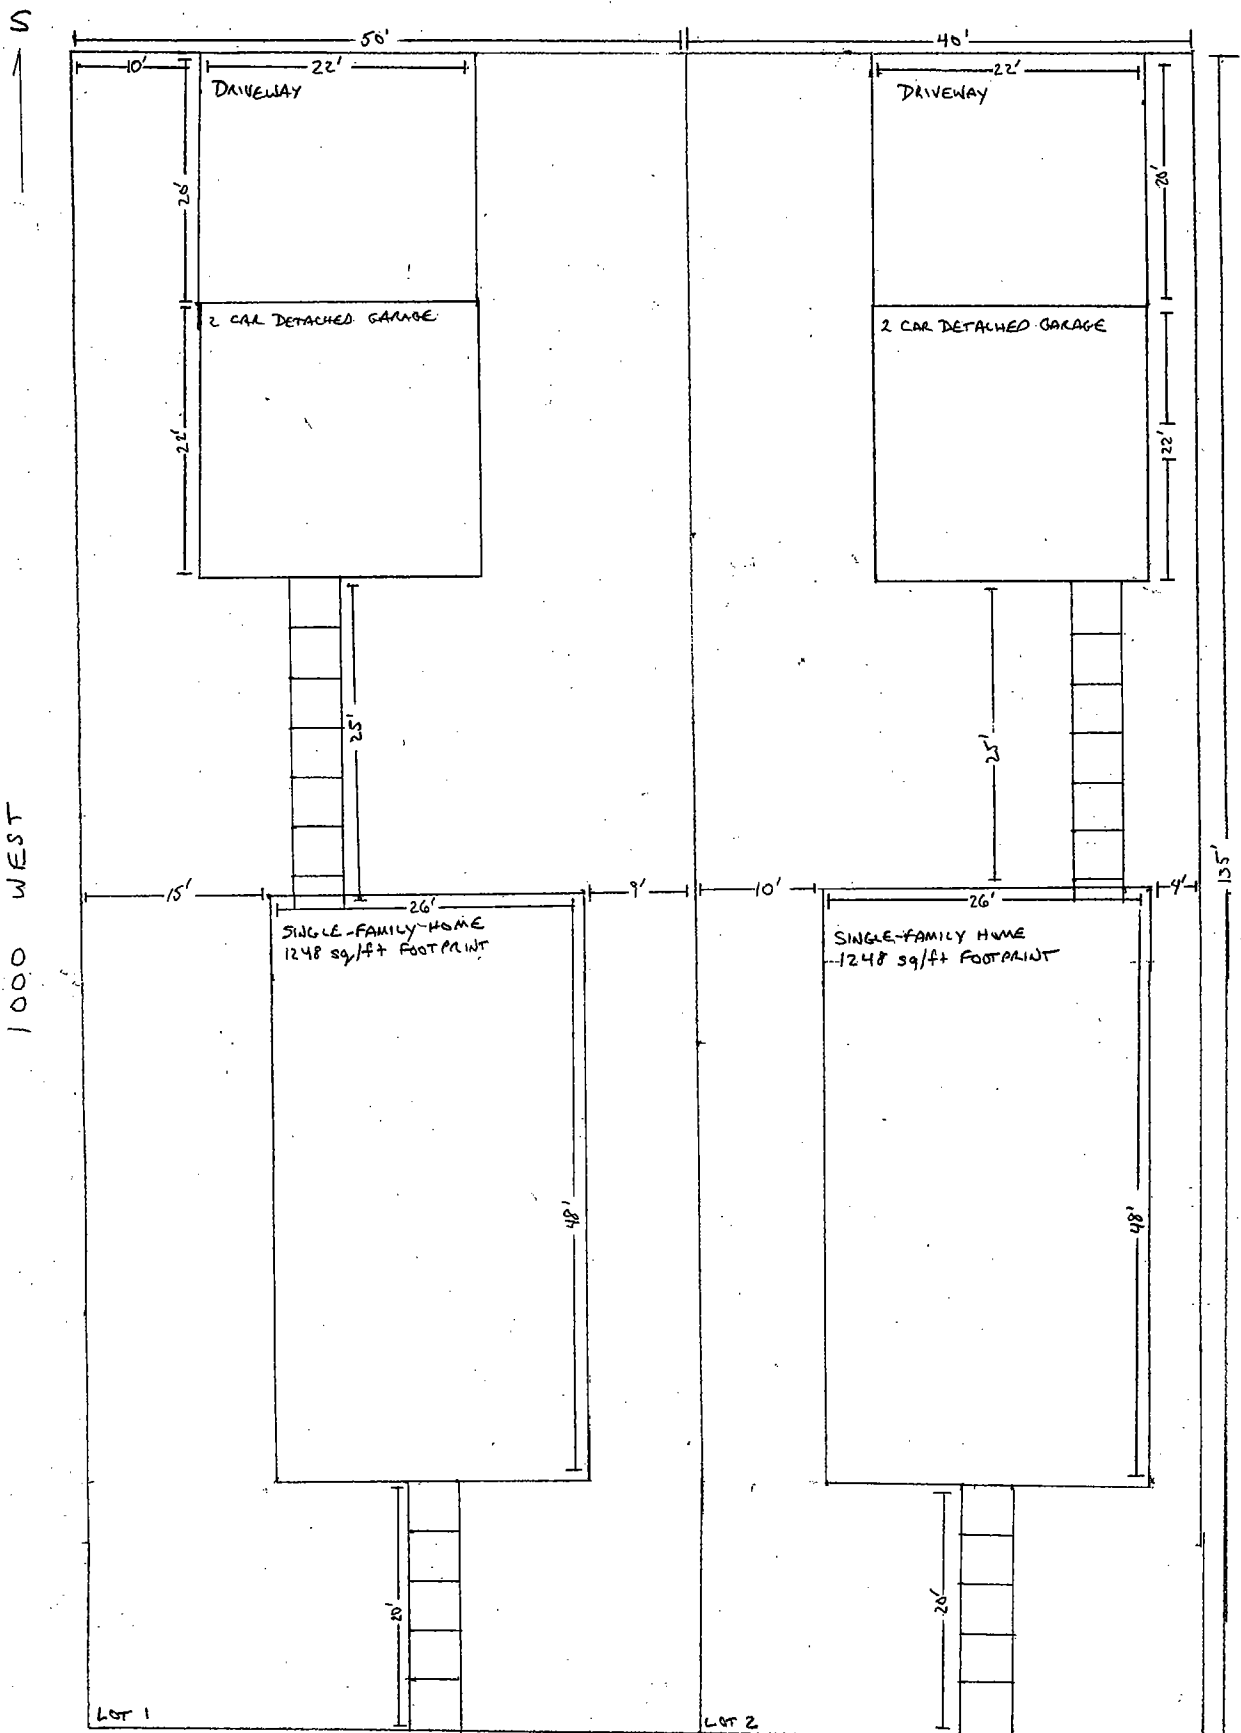 S
50'
40'
10'
22'
22'
DRIVEWAY
DRIVEWAY
20'
20'
2 CAR DETACHED GARAGE
2 CAR DETACHED GARAGE
22'
22'
25'
25'
1000 WEST
135'
15'
26'
9'
10'
26'
4'
SINGLE-FAMILY-HOME
1248 sq/ft FOOTPRINT
SINGLE-FAMILY HOME
1248 sq/ft FOOTPRINT
48'
48'
20'
20'
LOT 1
LOT 2